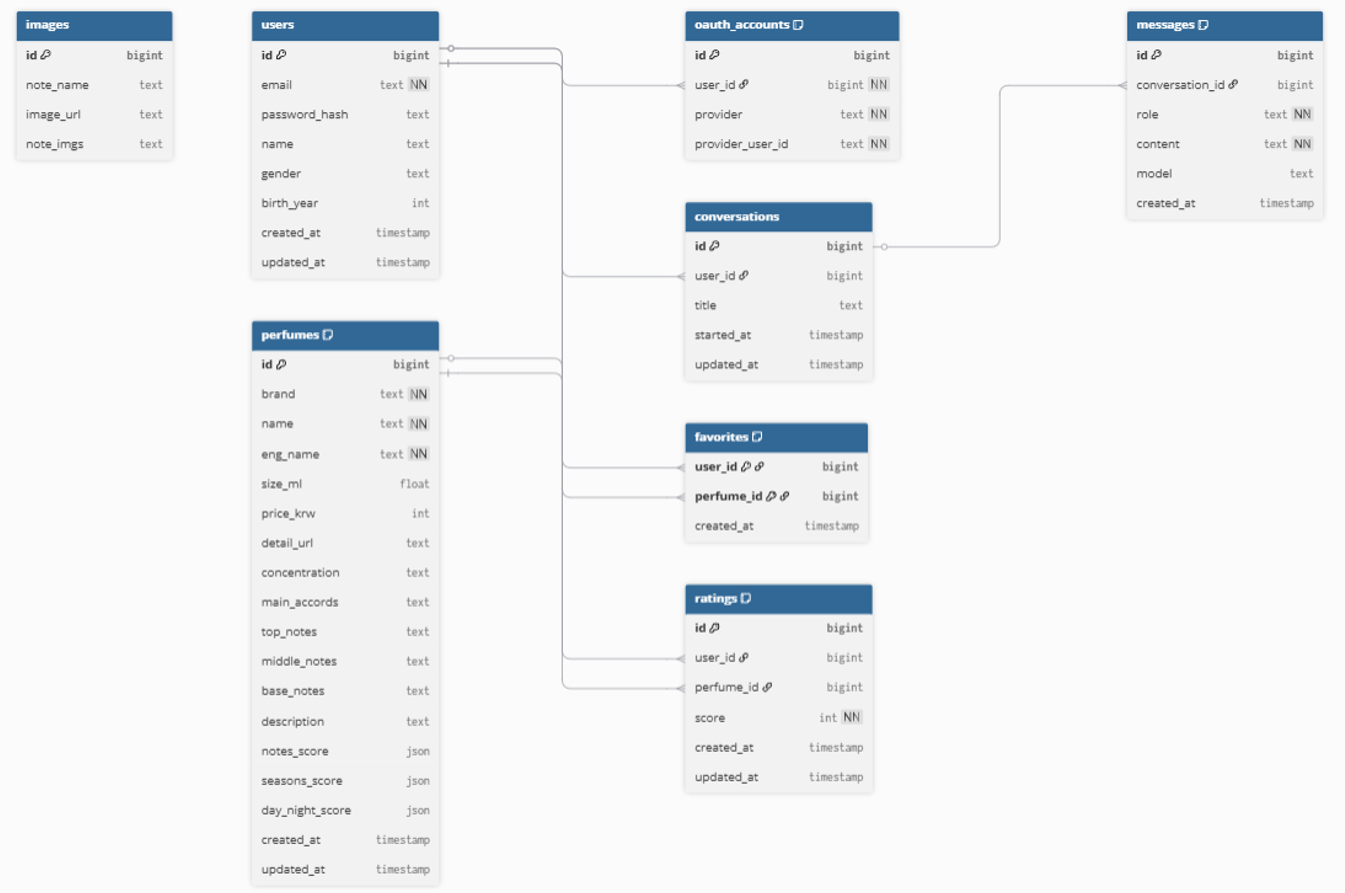 images
id bigint
note_name text
image_url text
note_imgs text
users
id bigint
email text NN
password_hash text
name text
gender text
birth_year int
created_at timestamp
updated_at timestamp
perfumes
id bigint
brand text NN
name text NN
eng_name text NN
size_ml float
price_krw int
detail_url text
concentration text
main_accords text
top_notes text
middle_notes text
base_notes text
description text
notes_score json
seasons_score json
day_night_score json
created_at timestamp
updated_at timestamp
oauth_accounts
id bigint
user_id bigint NN
provider text NN
provider_user_id text NN
conversations
id bigint
user_id bigint
title text
started_at timestamp
updated_at timestamp
favorites
user_id bigint
perfume_id bigint
created_at timestamp
ratings
id bigint
user_id bigint
perfume_id bigint
score int NN
created_at timestamp
updated_at timestamp
messages
id bigint
conversation_id bigint
role text NN
content text NN
model text
created_at timestamp